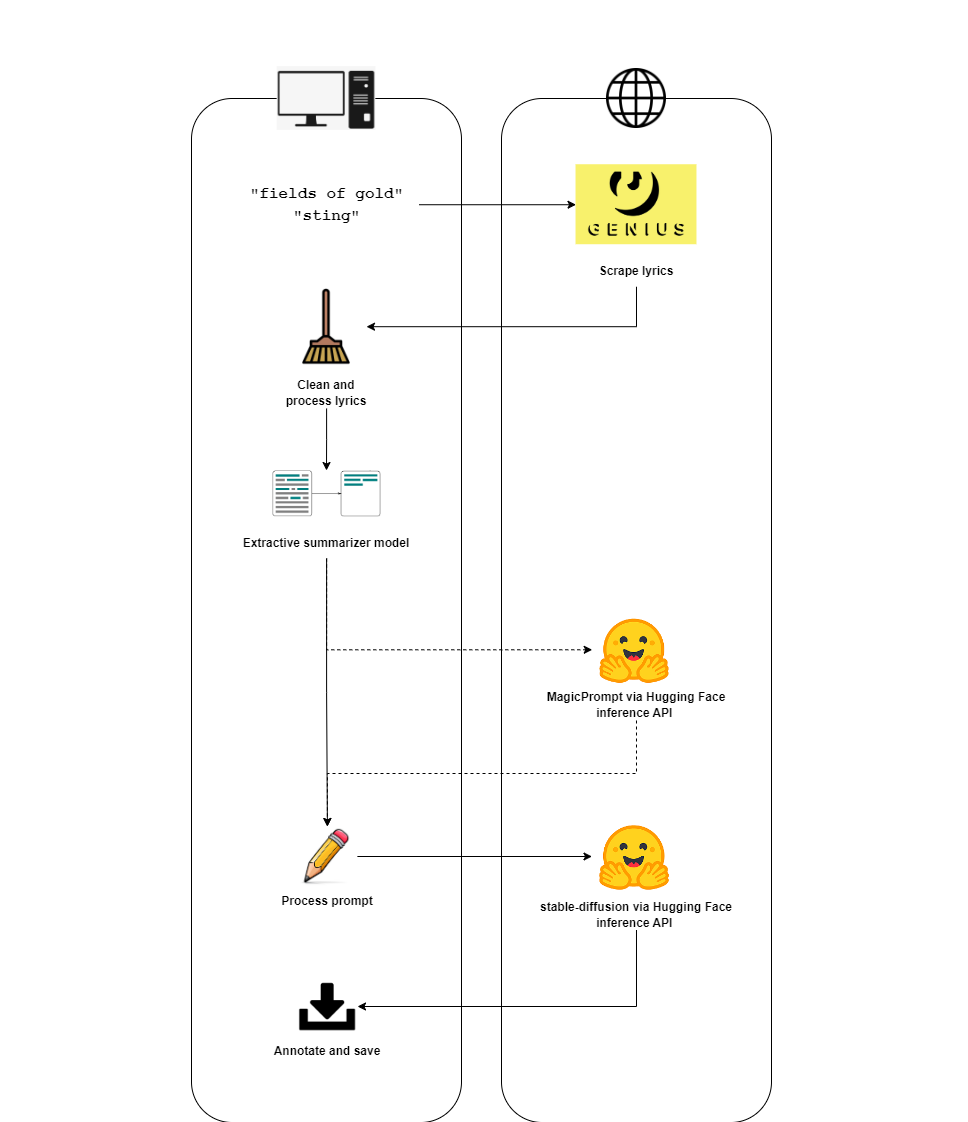 "fields of gold"
"sting"
GENIUS
Scrape lyrics
Clean and
process lyrics
Extractive summarizer model
MagicPrompt via Hugging Face
inference API
Process prompt
stable-diffusion via Hugging Face
inference API
Annotate and save